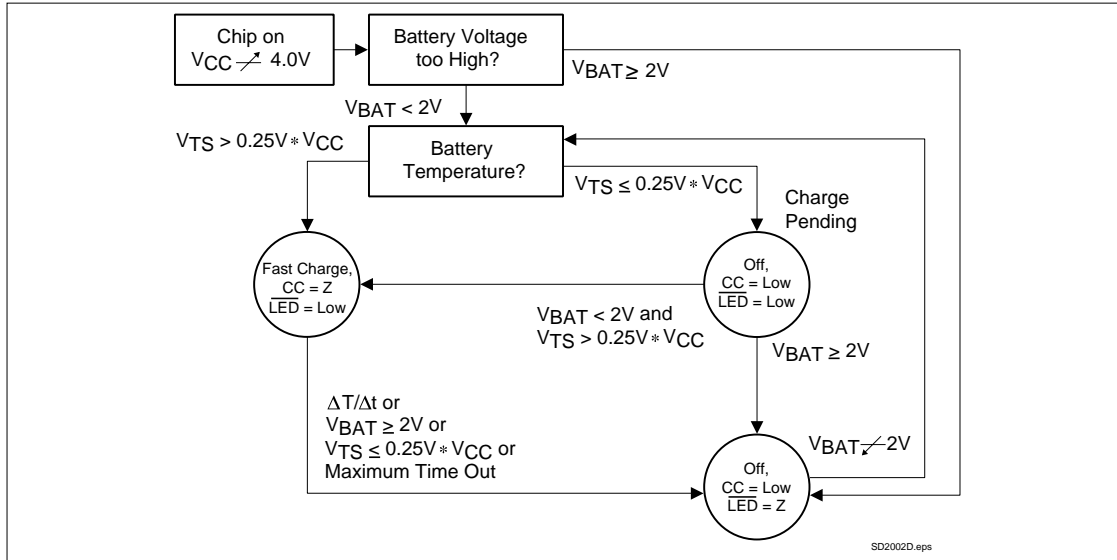 Chip on
VCC ↗ 4.0V
Battery Voltage
too High?
VBAT ≥ 2V
VBAT < 2V
VTS > 0.25V * VCC
Battery
Temperature?
VTS ≤ 0.25V * VCC
Charge
Pending
Fast Charge,
CC = Z
L̅E̅D̅ = Low
Off,
CC = Low
L̅E̅D̅ = Low
VBAT < 2V and
VTS > 0.25V * VCC
VBAT ≥ 2V
ΔT/Δt or
VBAT ≥ 2V or
VTS ≤ 0.25V * VCC or
Maximum Time Out
VBAT ↙ 2V
Off,
CC = Low
L̅E̅D̅ = Z
SD2002D.eps